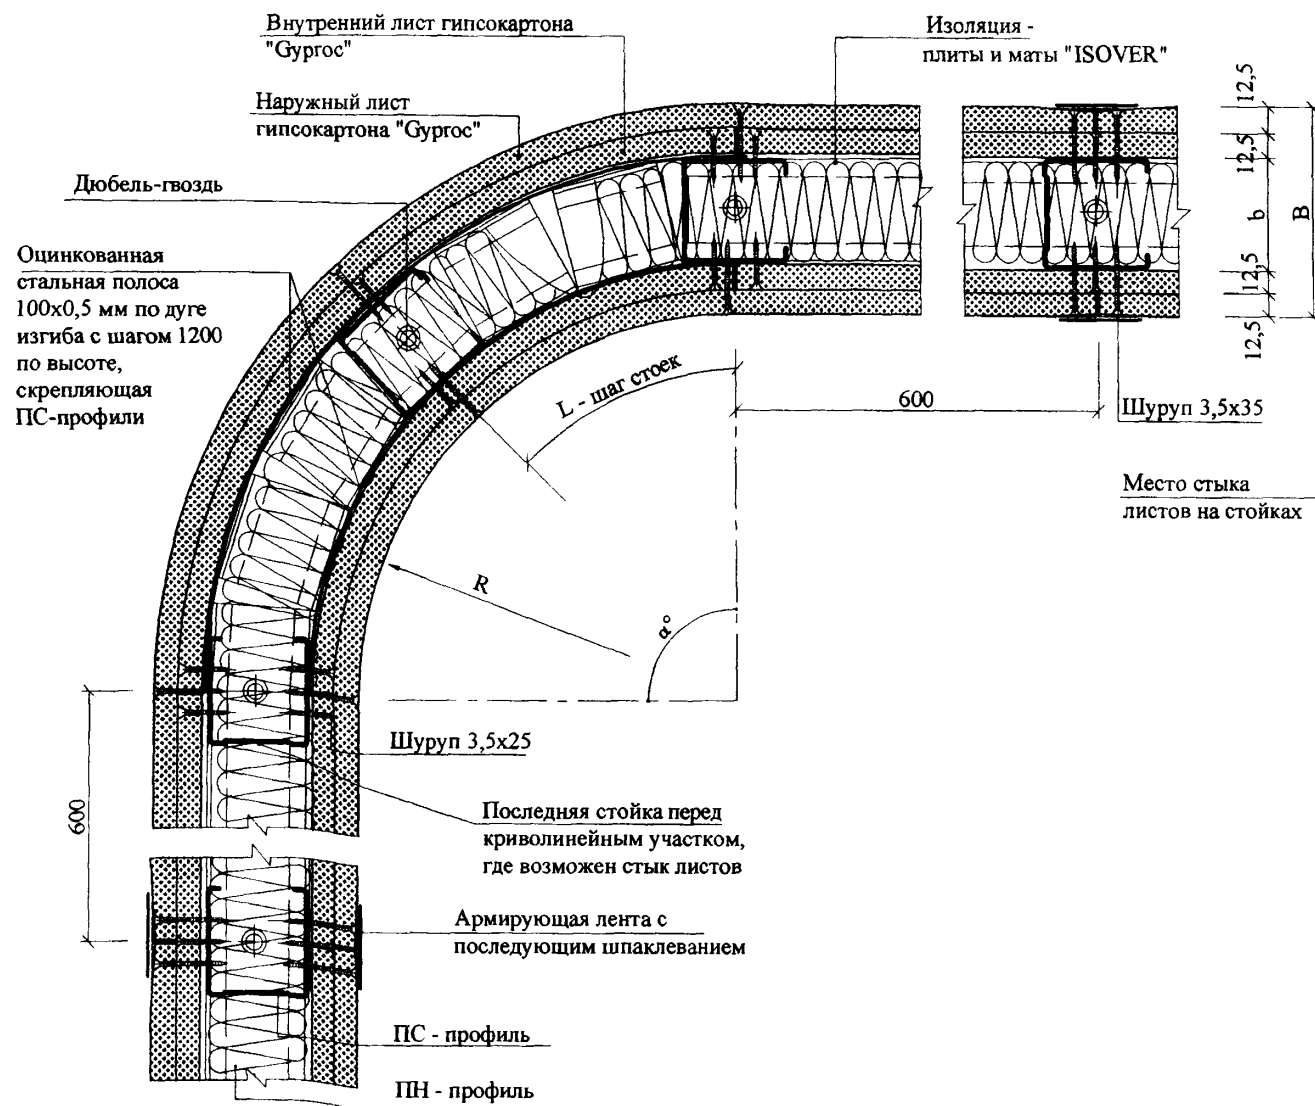 Внутренний лист гипсокартона
"Gyproc"
Изоляция -
плиты и маты "ISOVER"
Наружный лист
гипсокартона "Gyproc"
Дюбель-гвоздь
Оцинкованная
стальная полоса
100х0,5 мм по дуге
изгиба с шагом 1200
по высоте,
скрепляющая
ПС-профили
12,5
12,5
b
B
12,5
12,5
L - шаг стоек
600
Шуруп 3,5х35
Место стыка
листов на стойках
R
α°
Шуруп 3,5х25
600
Последняя стойка перед
криволинейным участком,
где возможен стык листов
Армирующая лента с
последующим шпаклеванием
ПС - профиль
ПН - профиль